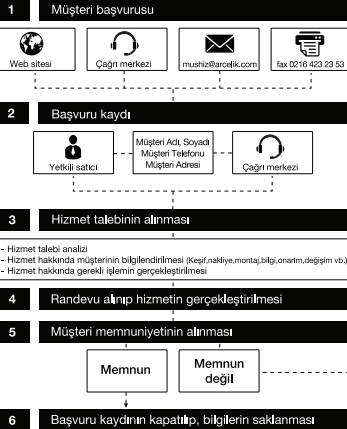 1 Müşteri başvurusu
Web sitesi
Çağrı merkezi
mushiz@arcelik.com
fax 0216 423 23 53
2 Başvuru kaydı
Yetkili satıcı
Müşteri Adı, Soyadı
Müşteri Telefonu
Müşteri Adresi
Çağrı merkezi
3 Hizmet talebinin alınması
- Hizmet talebi analizi
- Hizmet hakkında müşterinin bilgilendirilmesi (Keşif,nakliye,montaj,bilgi,onarım,değişim vb.)
- Hizmet hakkında gerekli işlemin gerçekleştirilmesi
4 Randevu alınıp hizmetin gerçekleştirilmesi
5 Müşteri memnuniyetinin alınması
Memnun
Memnun
değil
6 Başvuru kaydının kapatılıp, bilgilerin saklanması